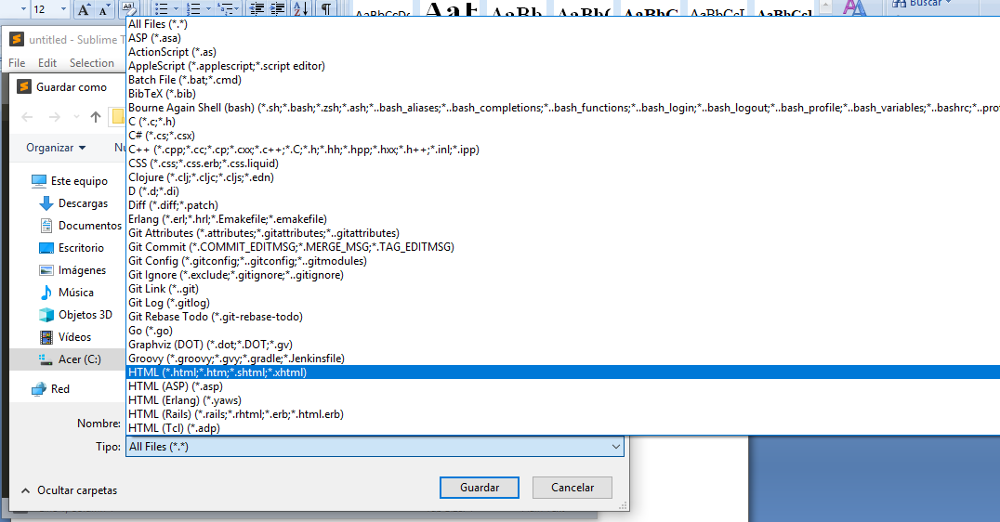 12
A
A
AaBbCcDc
AaBb
AaBb(
AaBbC
AaBbCcI
AaBbCcI
Buscar
untitled - Sublime T
File Edit Selection
Guardar como
Organizar
Nu
Este equipo
Descargas
Documentos
Escritorio
Imágenes
Música
Objetos 3D
Vídeos
Acer (C:)
Red
All Files (*.*)
ASP (*.asa)
ActionScript (*.as)
AppleScript (*.applescript;*.script editor)
Batch File (*.bat;*.cmd)
BibTeX (*.bib)
Bourne Again Shell (bash) (*.sh;*.bash;*.zsh;*.ash;*..bash_aliases;*..bash_completions;*..bash_functions;*..bash_login;*..bash_logout;*..bash_profile;*..bash_variables;*..bashrc;*..prof
C (*.c;*.h)
C# (*.cs;*.csx)
C++ (*.cpp;*.cc;*.cp;*.cxx;*.c++;*.C;*.h;*.hh;*.hpp;*.hxx;*.h++;*.inl;*.ipp)
CSS (*.css;*.css.erb;*.css.liquid)
Clojure (*.clj;*.cljc;*.cljs;*.edn)
D (*.d;*.di)
Diff (*.diff;*.patch)
Erlang (*.erl;*.hrl;*.Emakefile;*.emakefile)
Git Attributes (*.attributes;*.gitattributes;*..gitattributes)
Git Commit (*.COMMIT_EDITMSG;*.MERGE_MSG;*.TAG_EDITMSG)
Git Config (*.gitconfig;*..gitconfig;*..gitmodules)
Git Ignore (*.exclude;*.gitignore;*..gitignore)
Git Link (*..git)
Git Log (*.gitlog)
Git Rebase Todo (*.git-rebase-todo)
Go (*.go)
Graphviz (DOT) (*.dot;*.DOT;*.gv)
Groovy (*.groovy;*.gvy;*.gradle;*.Jenkinsfile)
HTML (*.html;*.htm;*.shtml;*.xhtml)
HTML (ASP) (*.asp)
HTML (Erlang) (*.yaws)
HTML (Rails) (*.rails;*.rhtml;*.erb;*.html.erb)
HTML (Tcl) (*.adp)
Nombre:
Tipo: All Files (*.*)
Ocultar carpetas
Guardar Cancelar